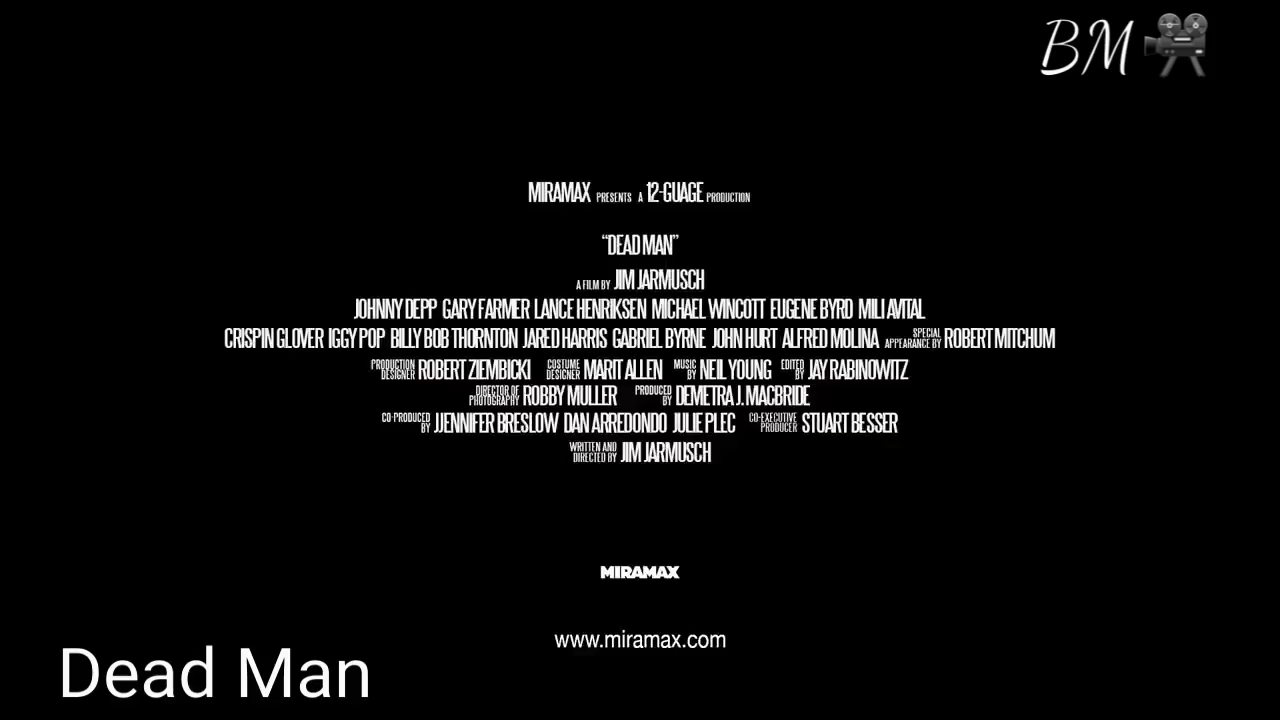 BM
MIRAMAX PRESENTS A 12-GUAGE PRODUCTION
“DEAD MAN”
A FILM BY JIM JARMUSCH
JOHNNY DEPP GARY FARMER LANCE HENRIKSEN MICHAEL WINCOTT EUGENE BYRD MILI AVITAL
CRISPIN GLOVER IGGY POP BILLY BOB THORNTON JARED HARRIS GABRIEL BYRNE JOHN HURT ALFRED MOLINA SPECIAL APPEARANCE BY ROBERT MITCHUM
PRODUCTION DESIGNER ROBERT ZIEMBICKI COSTUME DESIGNER MARIT ALLEN MUSIC BY NEIL YOUNG EDITED BY JAY RABINOWITZ
DIRECTOR OF PHOTOGRAPHY ROBBY MULLER PRODUCED BY DEMETRA J. MACBRIDE
CO-PRODUCED BY JJENNIFER BRESLOW DAN ARREDONDO JULIE PLEC CO-EXECUTIVE PRODUCER STUART BESSER
WRITTEN AND DIRECTED BY JIM JARMUSCH
MIRAMAX
www.miramax.com
Dead Man